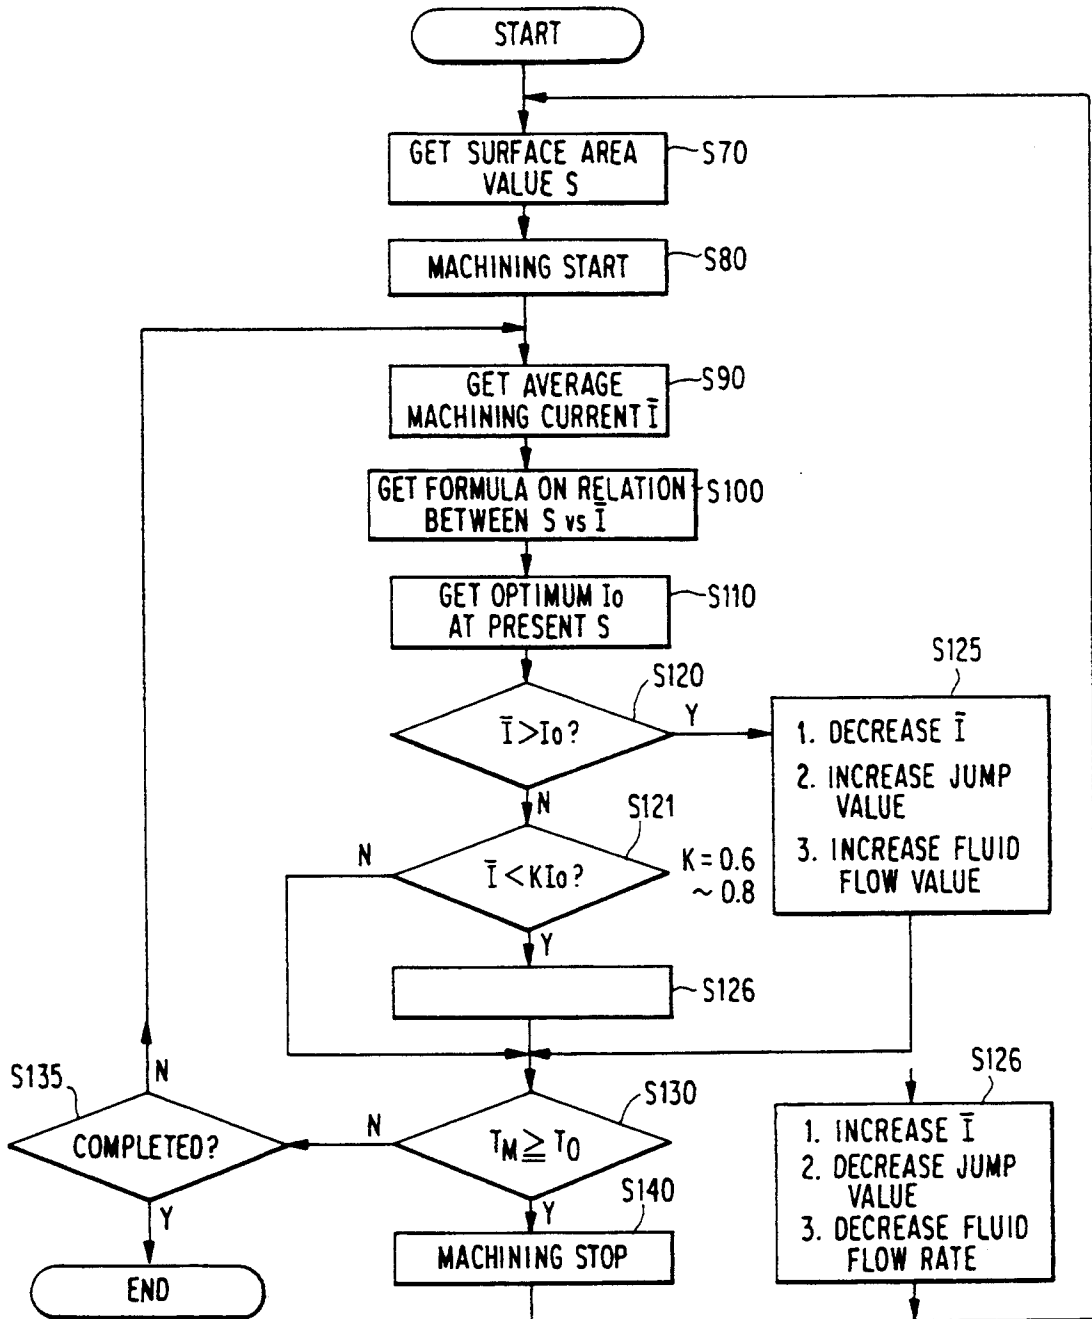 START
GET SURFACE AREA
VALUE S
S70
MACHINING START
S80
GET AVERAGE
MACHINING CURRENT Ī
S90
GET FORMULA ON RELATION
BETWEEN S vs Ī
S100
GET OPTIMUM Io
AT PRESENT S
S110
S120
Ī>Io?
Y
N
S125
1. DECREASE Ī
2. INCREASE JUMP
VALUE
3. INCREASE FLUID
FLOW VALUE
S121
Ī<KIo?
K=0.6
~0.8
N
Y
S126
S130
TM≧TO
N
Y
S135
COMPLETED?
N
Y
END
S140
MACHINING STOP
S126
1. INCREASE Ī
2. DECREASE JUMP
VALUE
3. DECREASE FLUID
FLOW RATE